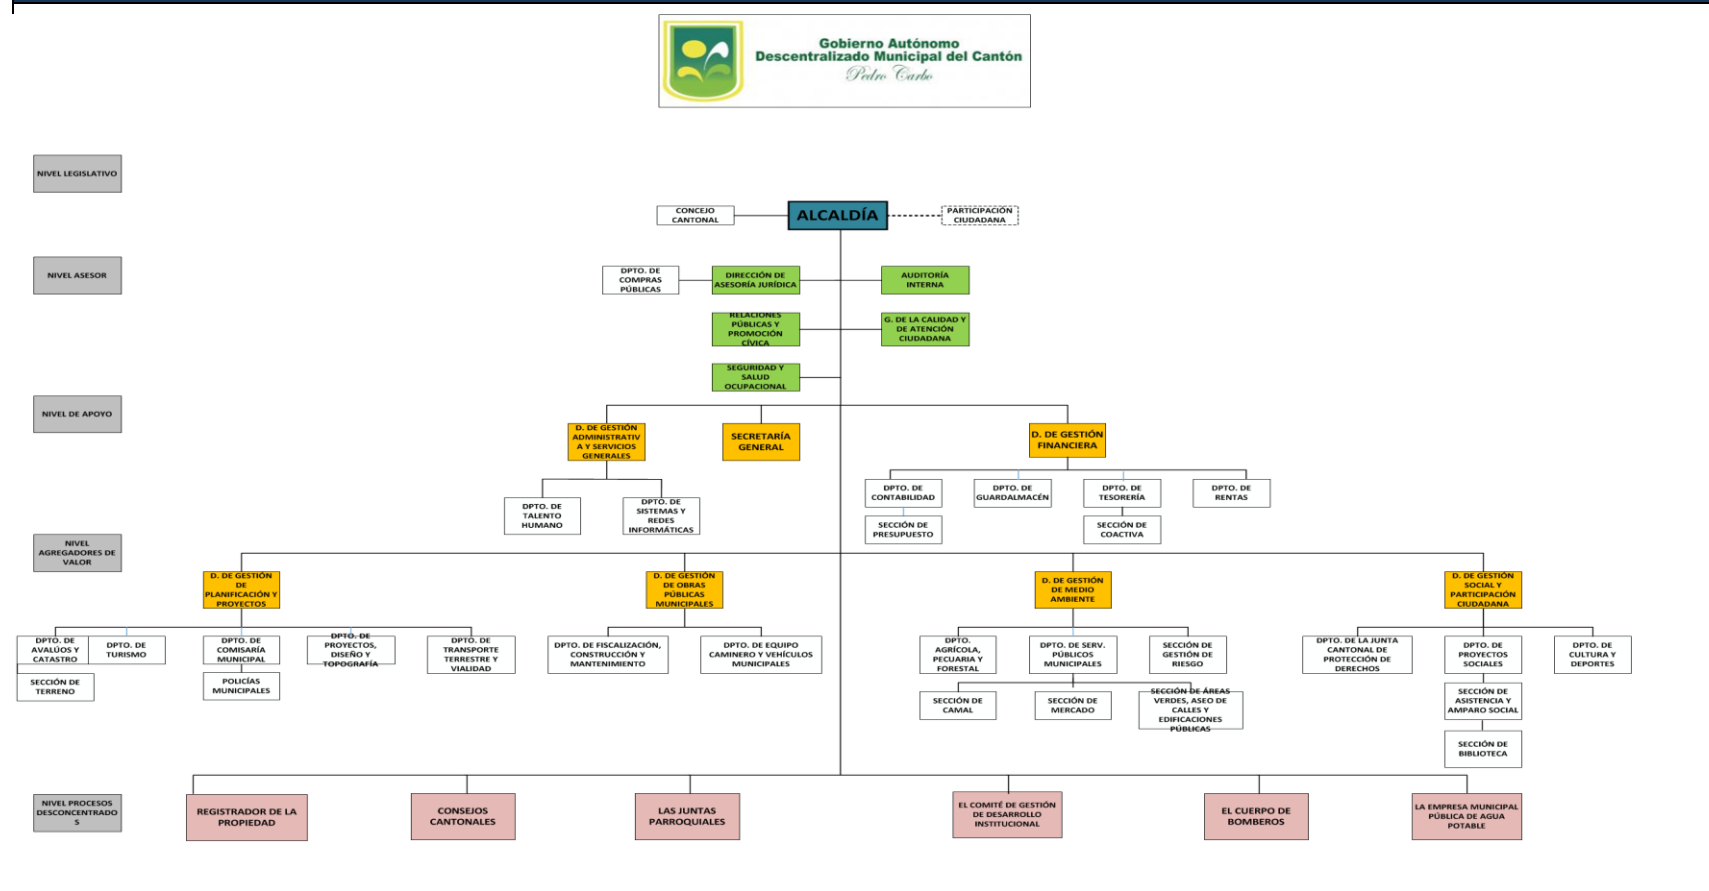 Gobierno Autónomo
Descentralizado Municipal del Cantón
Pedro Carbo
NIVEL LEGISLATIVO
CONCEJO
CANTONAL
ALCALDÍA
PARTICIPACIÓN
CIUDADANA
NIVEL ASESOR
DPTO. DE
COMPRAS
PÚBLICAS
DIRECCIÓN DE
ASESORÍA JURÍDICA
AUDITORÍA
INTERNA
RELACIONES
PÚBLICAS Y
PROMOCIÓN
CÍVICA
G. DE LA CALIDAD Y
DE ATENCIÓN
CIUDADANA
SEGURIDAD Y
SALUD
OCUPACIONAL
NIVEL DE APOYO
D. DE GESTIÓN
ADMINISTRATIV
A Y SERVICIOS
GENERALES
SECRETARÍA
GENERAL
D. DE GESTIÓN
FINANCIERA
DPTO. DE
TALENTO
HUMANO
DPTO. DE
SISTEMAS Y
REDES
INFORMÁTICAS
DPTO. DE
CONTABILIDAD
DPTO. DE
GUARDALMACÉN
DPTO. DE
TESORERÍA
DPTO. DE
RENTAS
SECCIÓN DE
PRESUPUESTO
SECCIÓN DE
COACTIVA
NIVEL
AGREGADORES DE
VALOR
D. DE GESTIÓN
DE
PLANIFICACIÓN Y
PROYECTOS
D. DE GESTIÓN
DE OBRAS
PÚBLICAS
MUNICIPALES
D. DE GESTIÓN
DE MEDIO
AMBIENTE
D. DE GESTIÓN
SOCIAL Y
PARTICIPACIÓN
CIUDADANA
DPTO. DE
AVALÚOS Y
CATASTRO
DPTO. DE
TURISMO
DPTO. DE
COMISARÍA
MUNICIPAL
DPTO. DE
PROYECTOS,
DISEÑO Y
TOPOGRAFÍA
DPTO. DE
TRANSPORTE
TERRESTRE Y
VIALIDAD
DPTO. DE FISCALIZACIÓN,
CONSTRUCCIÓN Y
MANTENIMIENTO
DPTO. DE EQUIPO
CAMINERO Y VEHÍCULOS
MUNICIPALES
DPTO.
AGRÍCOLA,
PECUARIA Y
FORESTAL
DPTO. DE SERV.
PÚBLICOS
MUNICIPALES
SECCIÓN DE
GESTIÓN DE
RIESGO
DPTO. DE LA JUNTA
CANTONAL DE
PROTECCIÓN DE
DERECHOS
DPTO. DE
PROYECTOS
SOCIALES
DPTO. DE
CULTURA Y
DEPORTES
SECCIÓN DE
TERRENO
POLICÍAS
MUNICIPALES
SECCIÓN DE
CAMAL
SECCIÓN DE
MERCADO
SECCIÓN DE ÁREAS
VERDES, ASEO DE
CALLES Y
EDIFICACIONES
PÚBLICAS
SECCIÓN DE
ASISTENCIA Y
AMPARO SOCIAL
SECCIÓN DE
BIBLIOTECA
NIVEL PROCESOS
DESCONCENTRADO
S
REGISTRADOR DE LA
PROPIEDAD
CONSEJOS
CANTONALES
LAS JUNTAS
PARROQUIALES
EL COMITÉ DE GESTIÓN
DE DESARROLLO
INSTITUCIONAL
EL CUERPO DE
BOMBEROS
LA EMPRESA MUNICIPAL
PÚBLICA DE AGUA
POTABLE